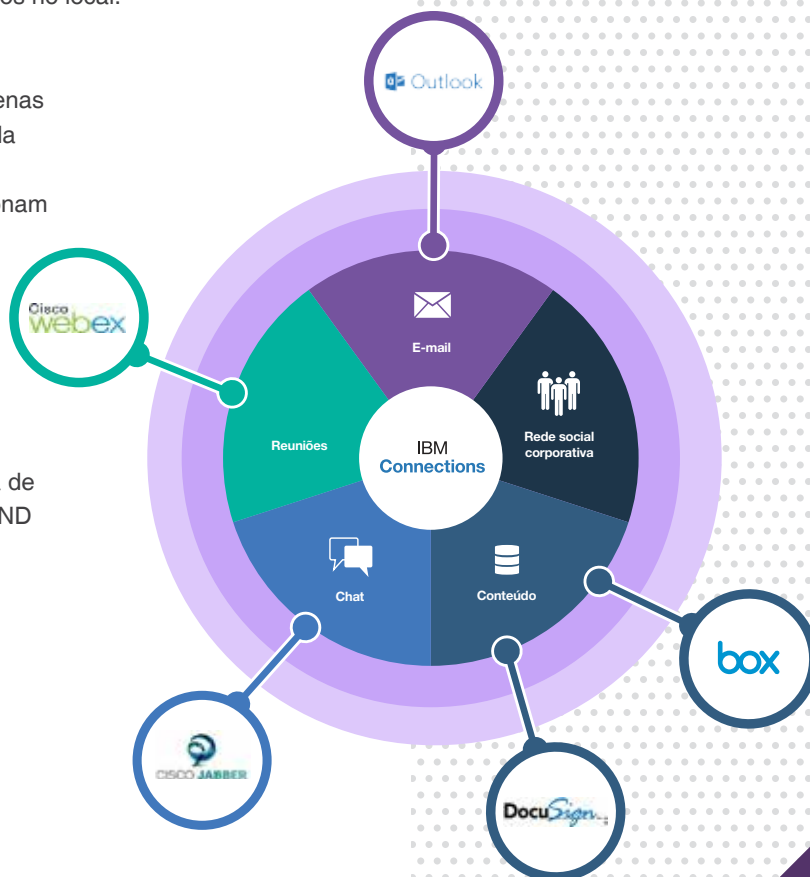 os no local.
enas
la
onam
de
ND
Outlook
Cisco
webex
E-mail
Rede social
corporativa
Reuniões
IBM
Connections
Chat
Conteúdo
box
CISCO JABBER
DocuSign